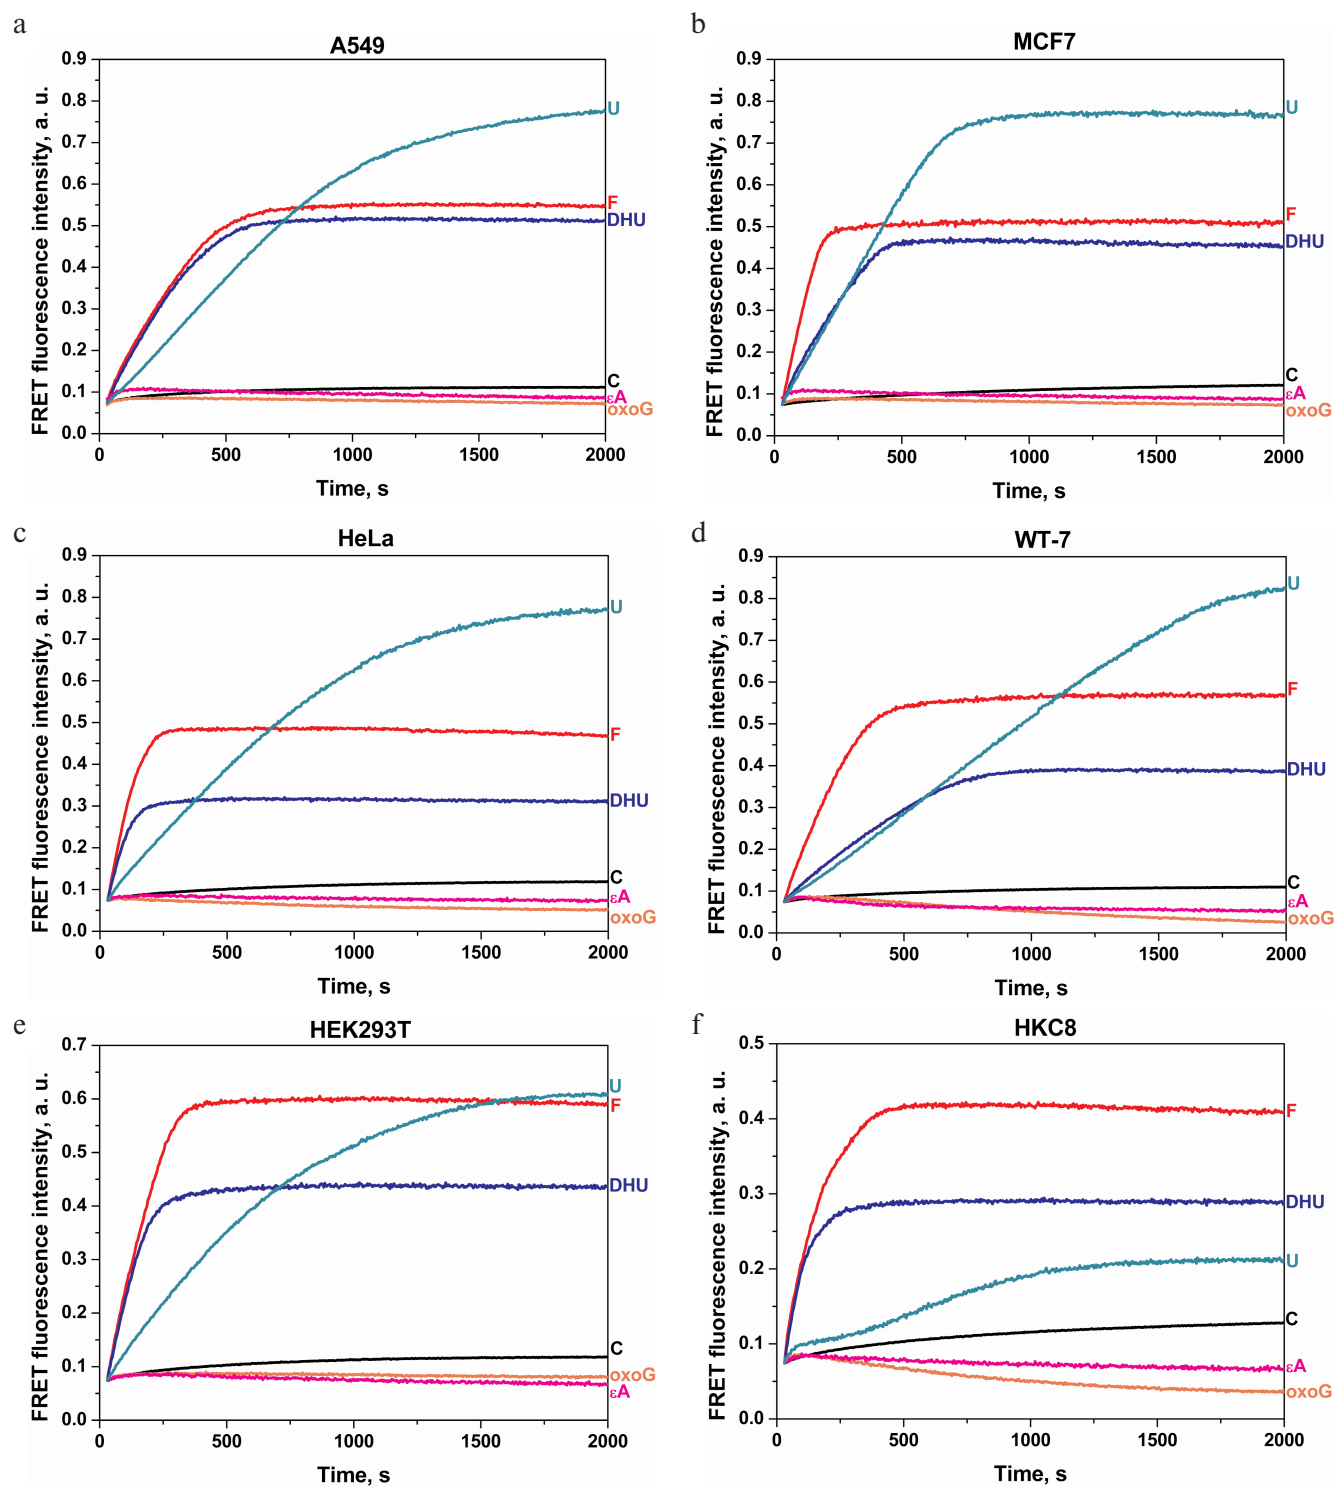 a
A549
FRET fluorescence intensity, a. u.
0.9
0.8
0.7
0.6
0.5
0.4
0.3
0.2
0.1
0.0
U
F
DHU
C
εA
oxoG
0 500 1000 1500 2000
Time, s
b
MCF7
FRET fluorescence intensity, a. u.
0.9
0.8
0.7
0.6
0.5
0.4
0.3
0.2
0.1
0.0
U
F
DHU
C
εA
oxoG
0 500 1000 1500 2000
Time, s
c
HeLa
FRET fluorescence intensity, a. u.
0.9
0.8
0.7
0.6
0.5
0.4
0.3
0.2
0.1
0.0
U
F
DHU
C
εA
oxoG
0 500 1000 1500 2000
Time, s
d
WT-7
FRET fluorescence intensity, a. u.
0.9
0.8
0.7
0.6
0.5
0.4
0.3
0.2
0.1
0.0
U
F
DHU
C
εA
oxoG
0 500 1000 1500 2000
Time, s
e
HEK293T
FRET fluorescence intensity, a. u.
0.7
0.6
0.5
0.4
0.3
0.2
0.1
0.0
U
F
DHU
C
oxoG
εA
0 500 1000 1500 2000
Time, s
f
HKC8
FRET fluorescence intensity, a. u.
0.5
0.4
0.3
0.2
0.1
0.0
F
DHU
U
C
εA
oxoG
0 500 1000 1500 2000
Time, s